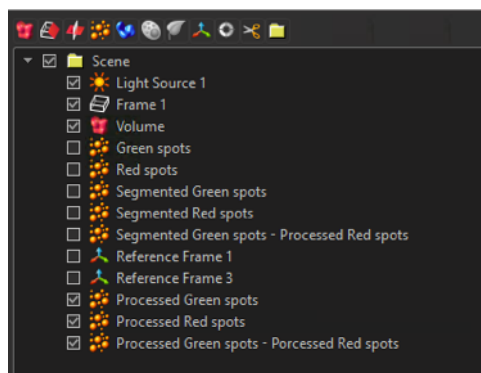 Scene
Light Source 1
Frame 1
Volume
Green spots
Red spots
Segmented Green spots
Segmented Red spots
Segmented Green spots - Processed Red spots
Reference Frame 1
Reference Frame 3
Processed Green spots
Processed Red spots
Processed Green spots - Porcessed Red spots